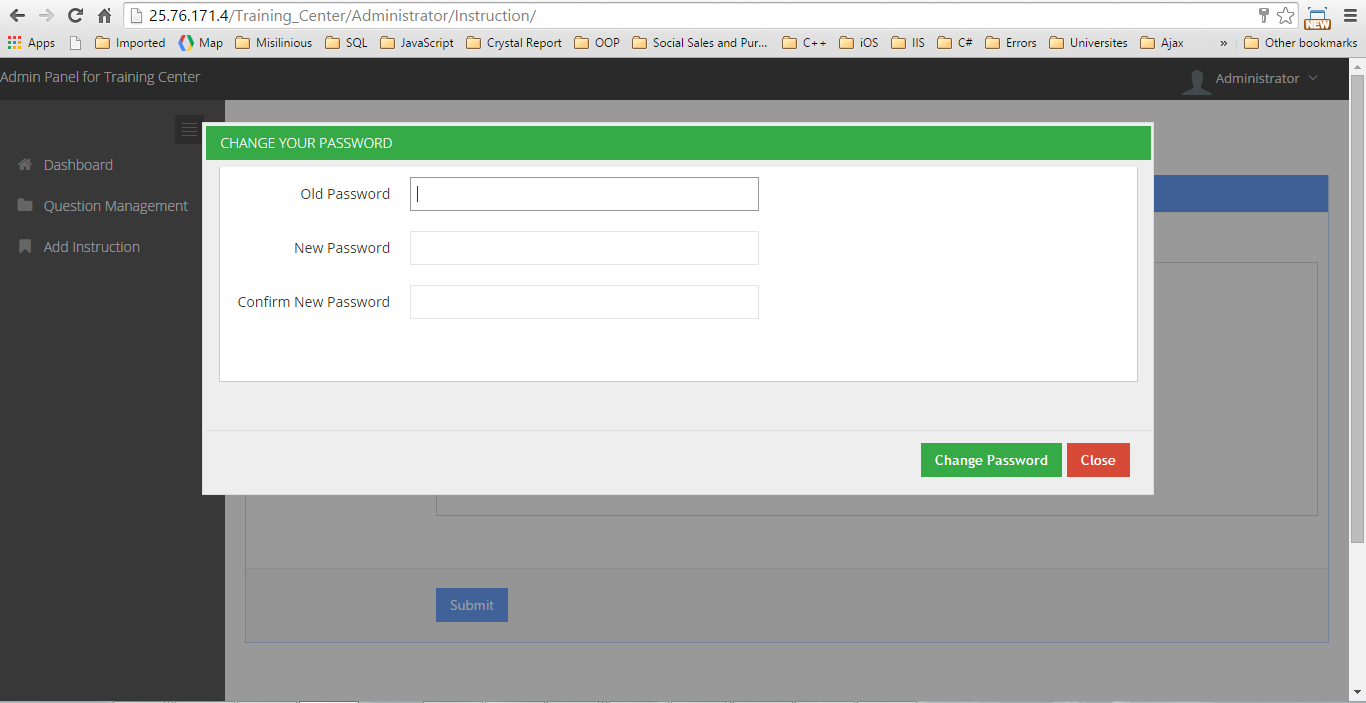 25.76.171.4/Training_Center/Administrator/Instruction/
NEW
Apps Imported Map Misilinious SQL JavaScript Crystal Report OOP Social Sales and Pur... C++ iOS IIS C# Errors Universites Ajax » Other bookmarks
Admin Panel for Training Center Administrator
CHANGE YOUR PASSWORD
Dashboard
Question Management
Add Instruction
Old Password
New Password
Confirm New Password
Change Password Close
Submit